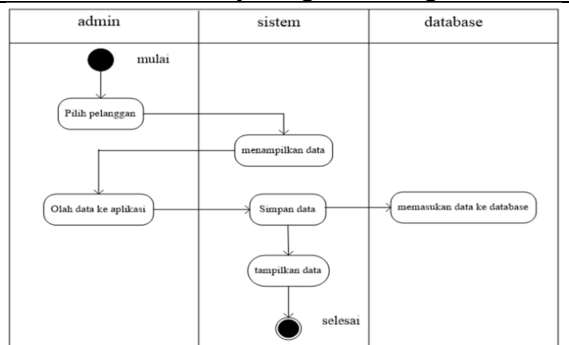 admin
sistem
database
mulai
Pilih pelanggan
menampilkan data
Olah data ke aplikasi
Simpan data
memasukan data ke database
tampilkan data
selesai